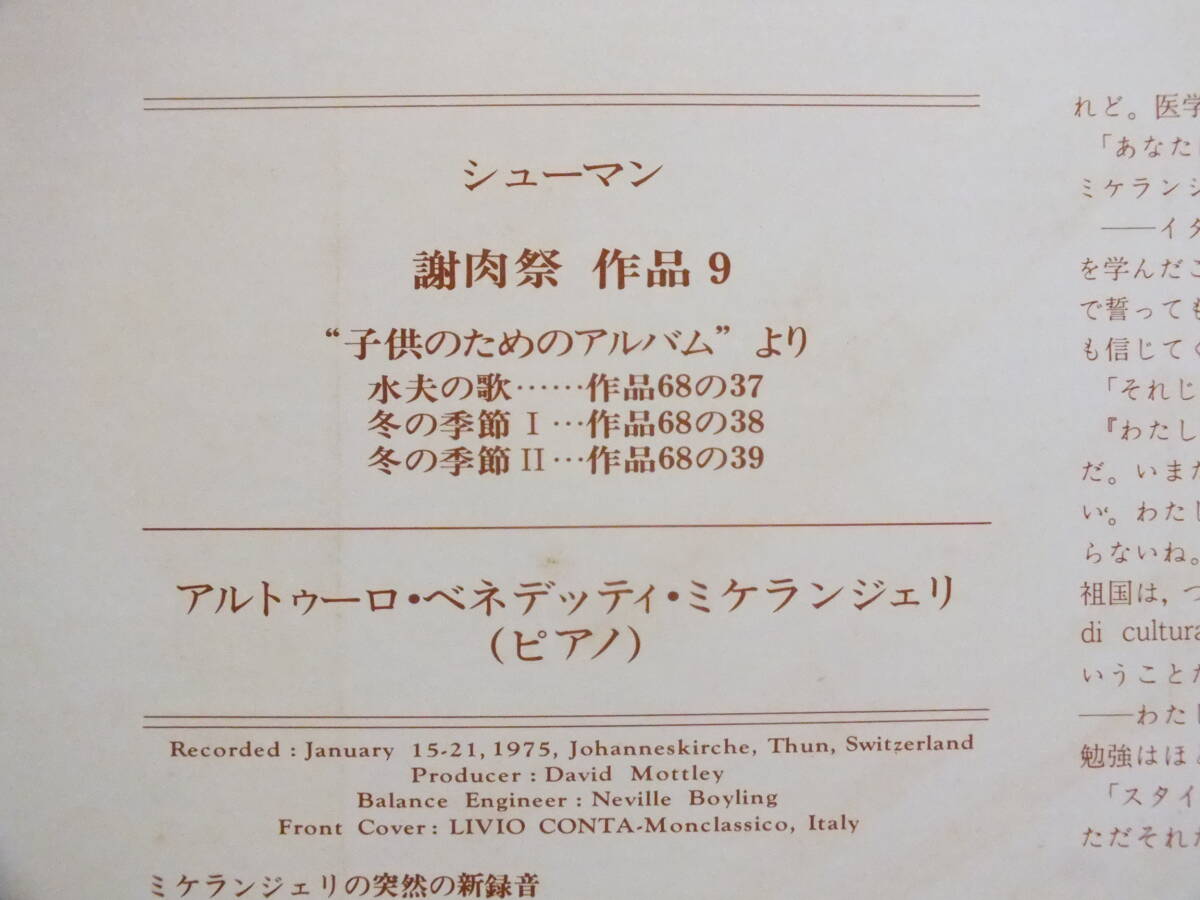 シューマン
謝肉祭 作品9
“子供のためのアルバム”より
水夫の歌……作品68の37
冬の季節 I …作品68の38
冬の季節 II …作品68の39
アルトゥーロ・ベネデッティ・ミケランジェリ
(ピアノ)
Recorded : January 15-21, 1975, Johanneskirche, Thun, Switzerland
Producer : David Mottley
Balance Engineer : Neville Boyling
Front Cover : LIVIO CONTA-Monclassico, Italy
ミケランジェリの突然の新録音
れど。医学
「あなた
ミケラン
――イタ
を学んだこ
で誓っても
も信じてく
「それじ
『わたし
だ。いまだ
い。わたし
らないね。
祖国は，つ
di cultura
いうことだ
――わたし
勉強はほと
「スタイ
ただそれだ